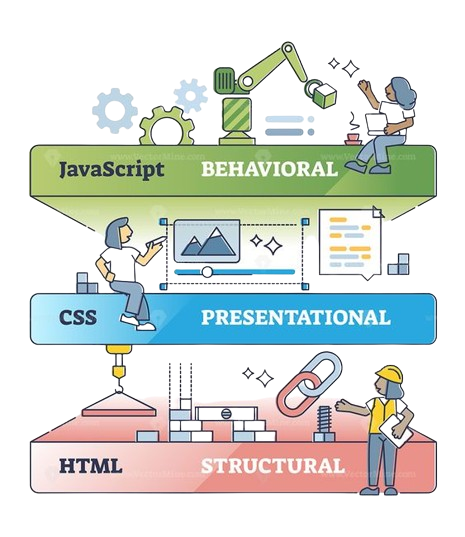 JavaScript BEHAVIORAL
CSS PRESENTATIONAL
HTML STRUCTURAL